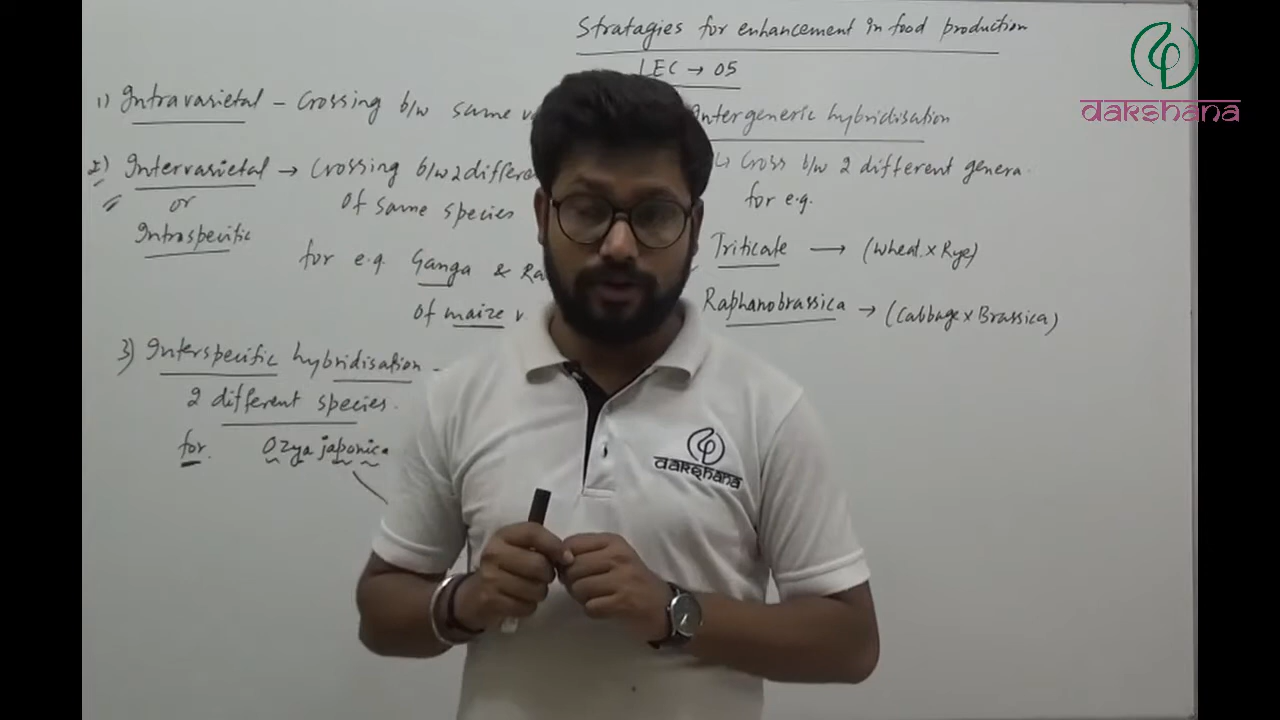 Stratagies for enhancement in food production
LEC → 05
1) Intravarietal – Crossing b/w same
2) Intervarietal → Crossing b/w 2
or
Intraspecific
of same species
for e.g. Ganga &
of maize
3) Interspecific hybridisation –
2 different species.
for. Ozya japonica
Intergeneric hybridisation
↳ Cross b/w 2 different genera.
for e.g.
Triticate → (Wheat x Rye)
Raphanobrassica → (Cabbage x Brassica)
dakshana
dakshana